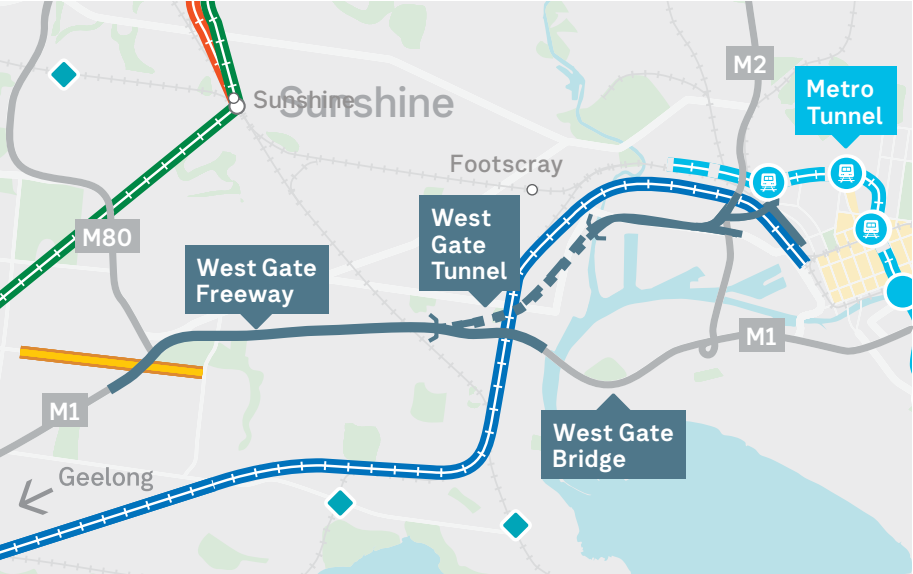 M2
Metro
Tunnel
Sunshine
Sunshine
Footscray
West
Gate
Tunnel
M80
West Gate
Freeway
M1
M1
West Gate
Bridge
Geelong